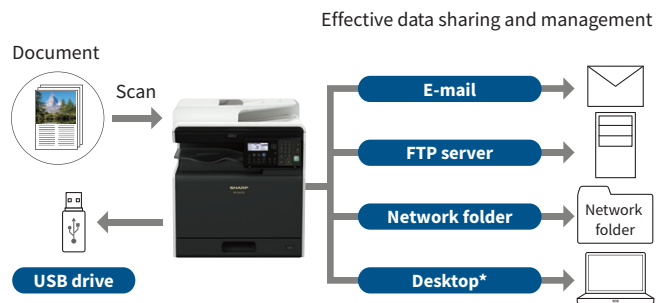 Effective data sharing and management
Document
Scan
E-mail
FTP server
Network folder
Network
folder
Desktop*
USB drive
SHARP